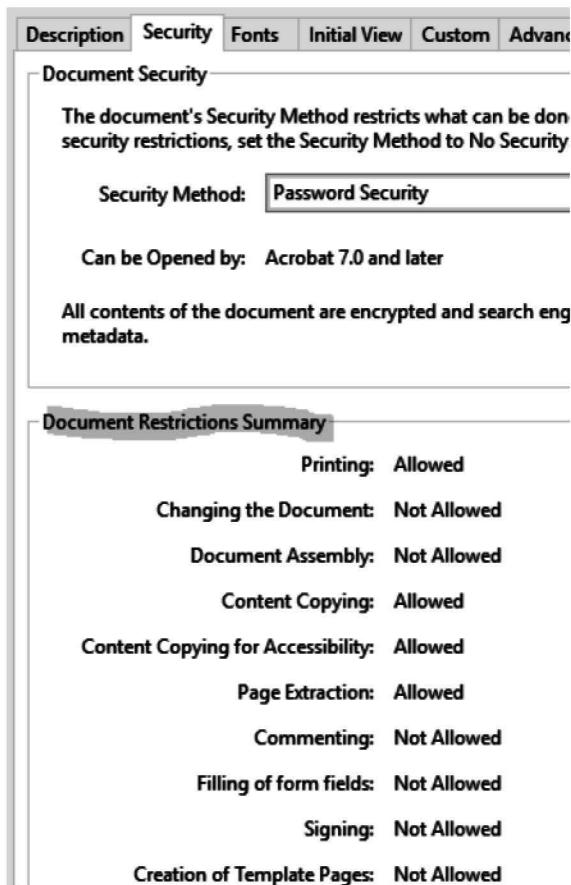 Description Security Fonts Initial View Custom Advanc
Document Security
The document's Security Method restricts what can be don
security restrictions, set the Security Method to No Security
Security Method: Password Security
Can be Opened by: Acrobat 7.0 and later
All contents of the document are encrypted and search eng
metadata.
Document Restrictions Summary
Printing: Allowed
Changing the Document: Not Allowed
Document Assembly: Not Allowed
Content Copying: Allowed
Content Copying for Accessibility: Allowed
Page Extraction: Allowed
Commenting: Not Allowed
Filling of form fields: Not Allowed
Signing: Not Allowed
Creation of Template Pages: Not Allowed